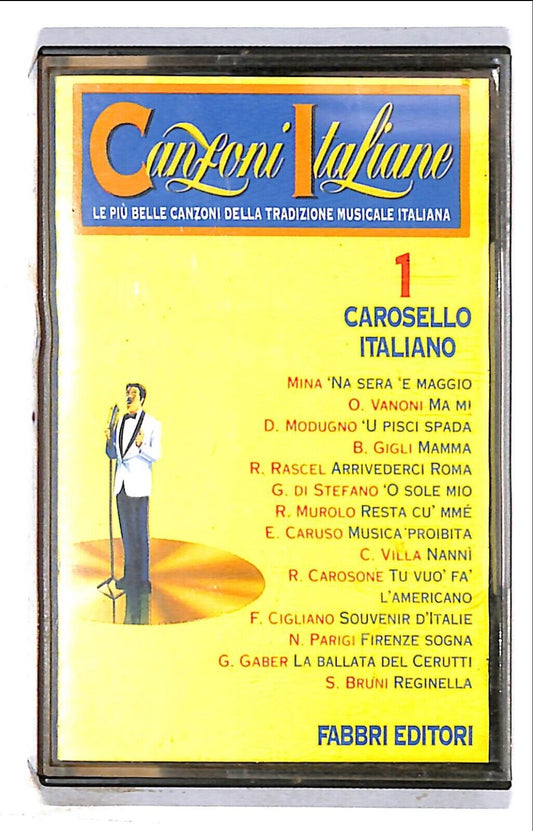 Canzoni Italiane
LE PIÙ BELLE CANZONI DELLA TRADIZIONE MUSICALE ITALIANA
1
CAROSELLO
ITALIANO
MINA ‘NA SERA ‘E MAGGIO
O. VANONI MA MI
D. MODUGNO ‘U PISCI SPADA
B. GIGLI MAMMA
R. RASCEL ARRIVEDERCI ROMA
G. DI STEFANO ‘O SOLE MIO
R. MUROLO RESTA CU’ MMÉ
E. CARUSO MUSICA PROIBITA
C. VILLA NANNÌ
R. CAROSONE TU VUO’ FA’
L’AMERICANO
F. CIGLIANO SOUVENIR D’ITALIE
N. PARIGI FIRENZE SOGNA
G. GABER LA BALLATA DEL CERUTTI
S. BRUNI REGINELLA
FABBRI EDITORI